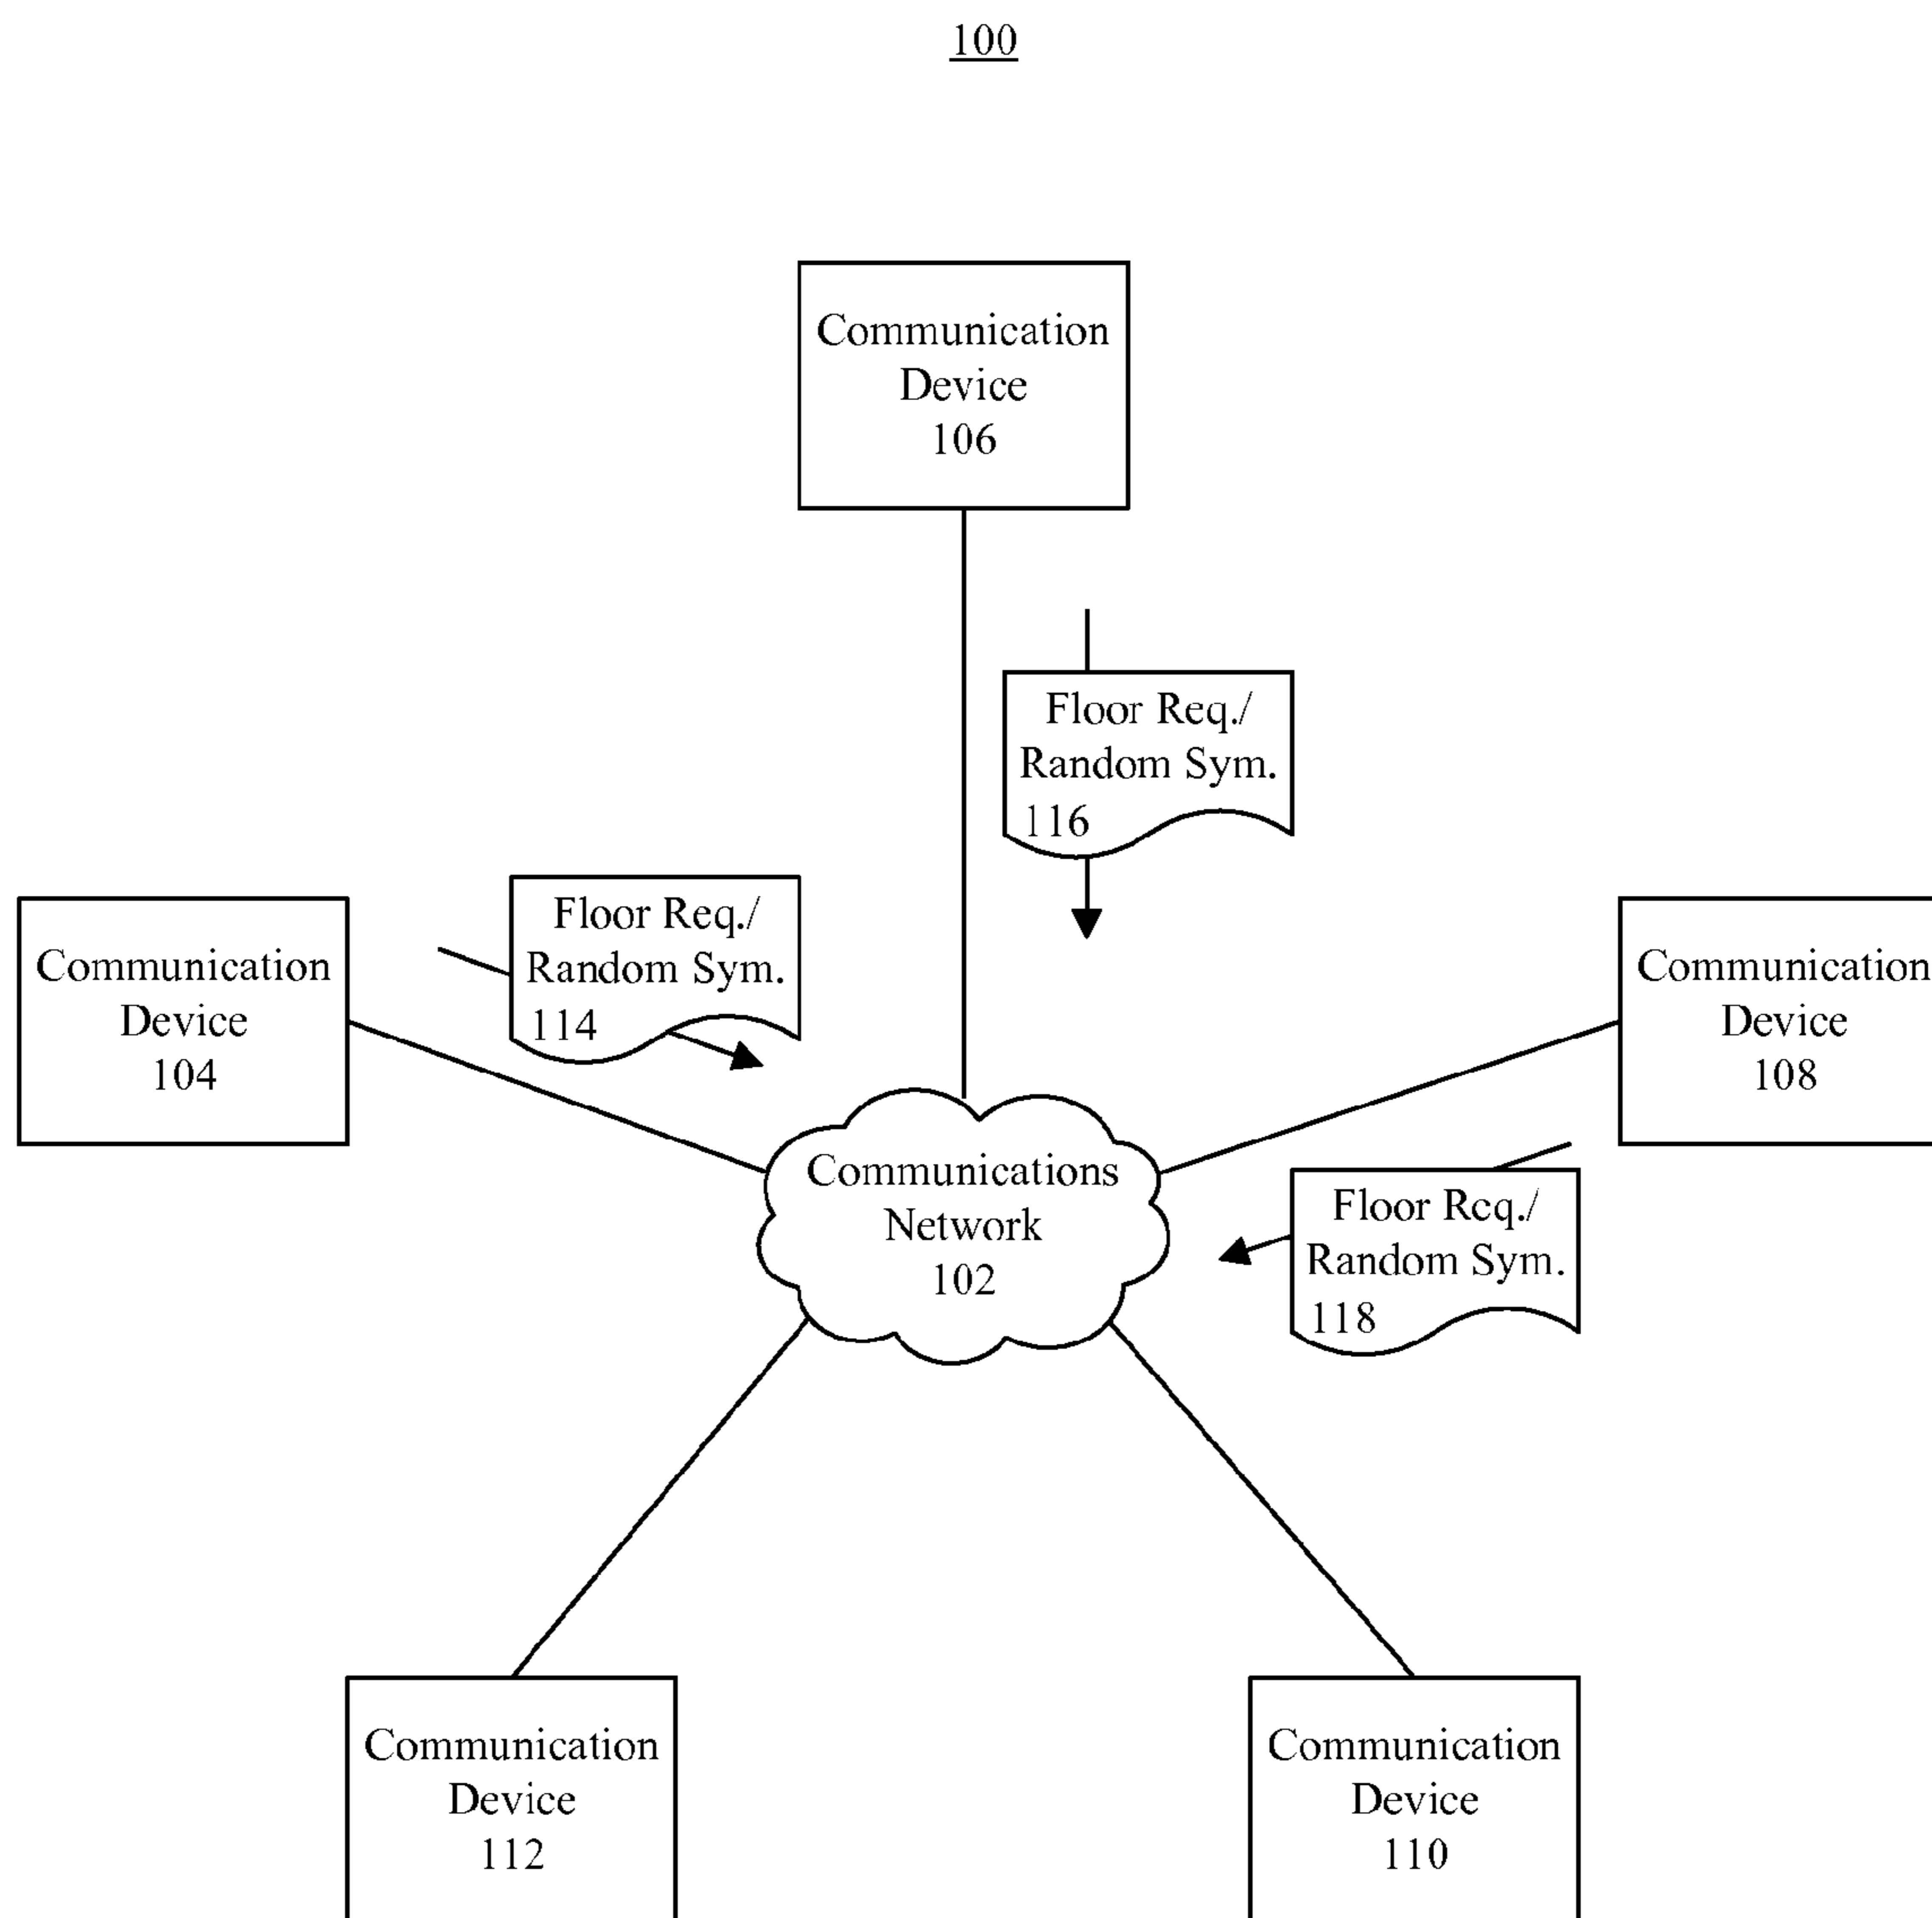 100
Communication
Device
106
Floor Req./
Random Sym.
116
Floor Req./
Random Sym.
114
Communication
Device
104
Communication
Device
108
Communications
Network
102
Floor Req./
Random Sym.
118
Communication
Device
112
Communication
Device
110